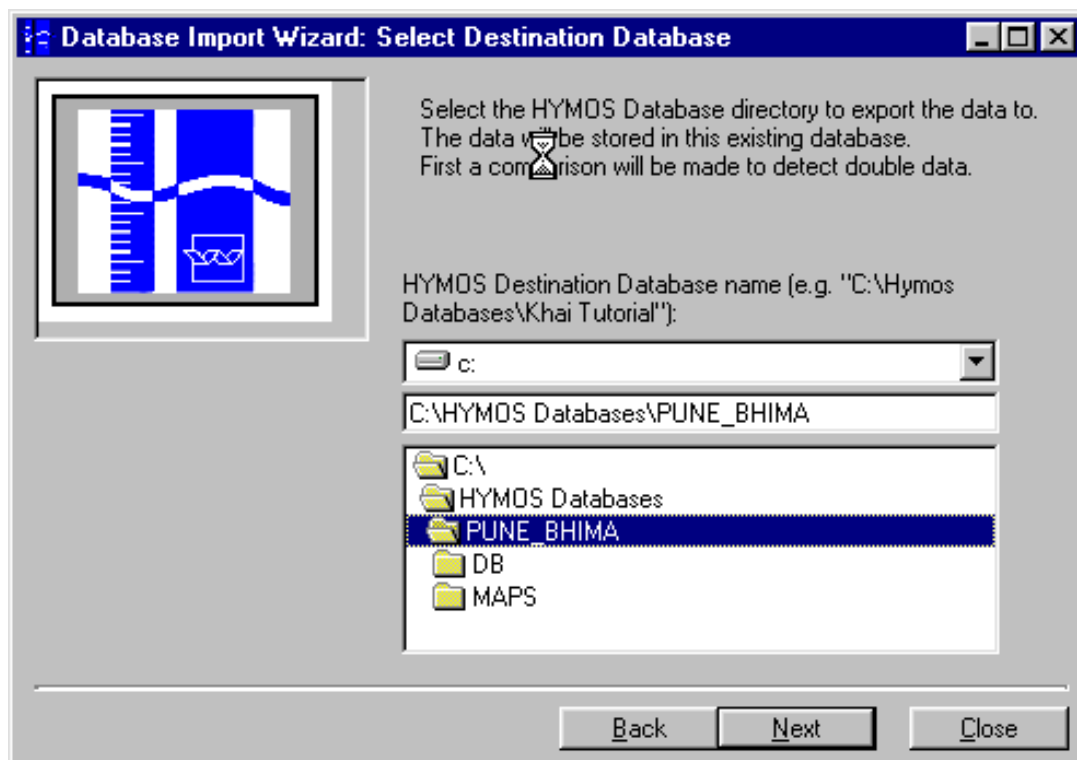 Database Import Wizard: Select Destination Database
Select the HYMOS Database directory to export the data to.
The data be stored in this existing database.
First a will be made to detect double data.
HYMOS Destination Database name (e.g. "C:\Hymos
Databases\Khai Tutorial"):
c:
C:\HYMOS Databases\PUNE_BHIMA
C:\
HYMOS Databases
PUNE_BHIMA
DB
MAPS
Back
Next
Close